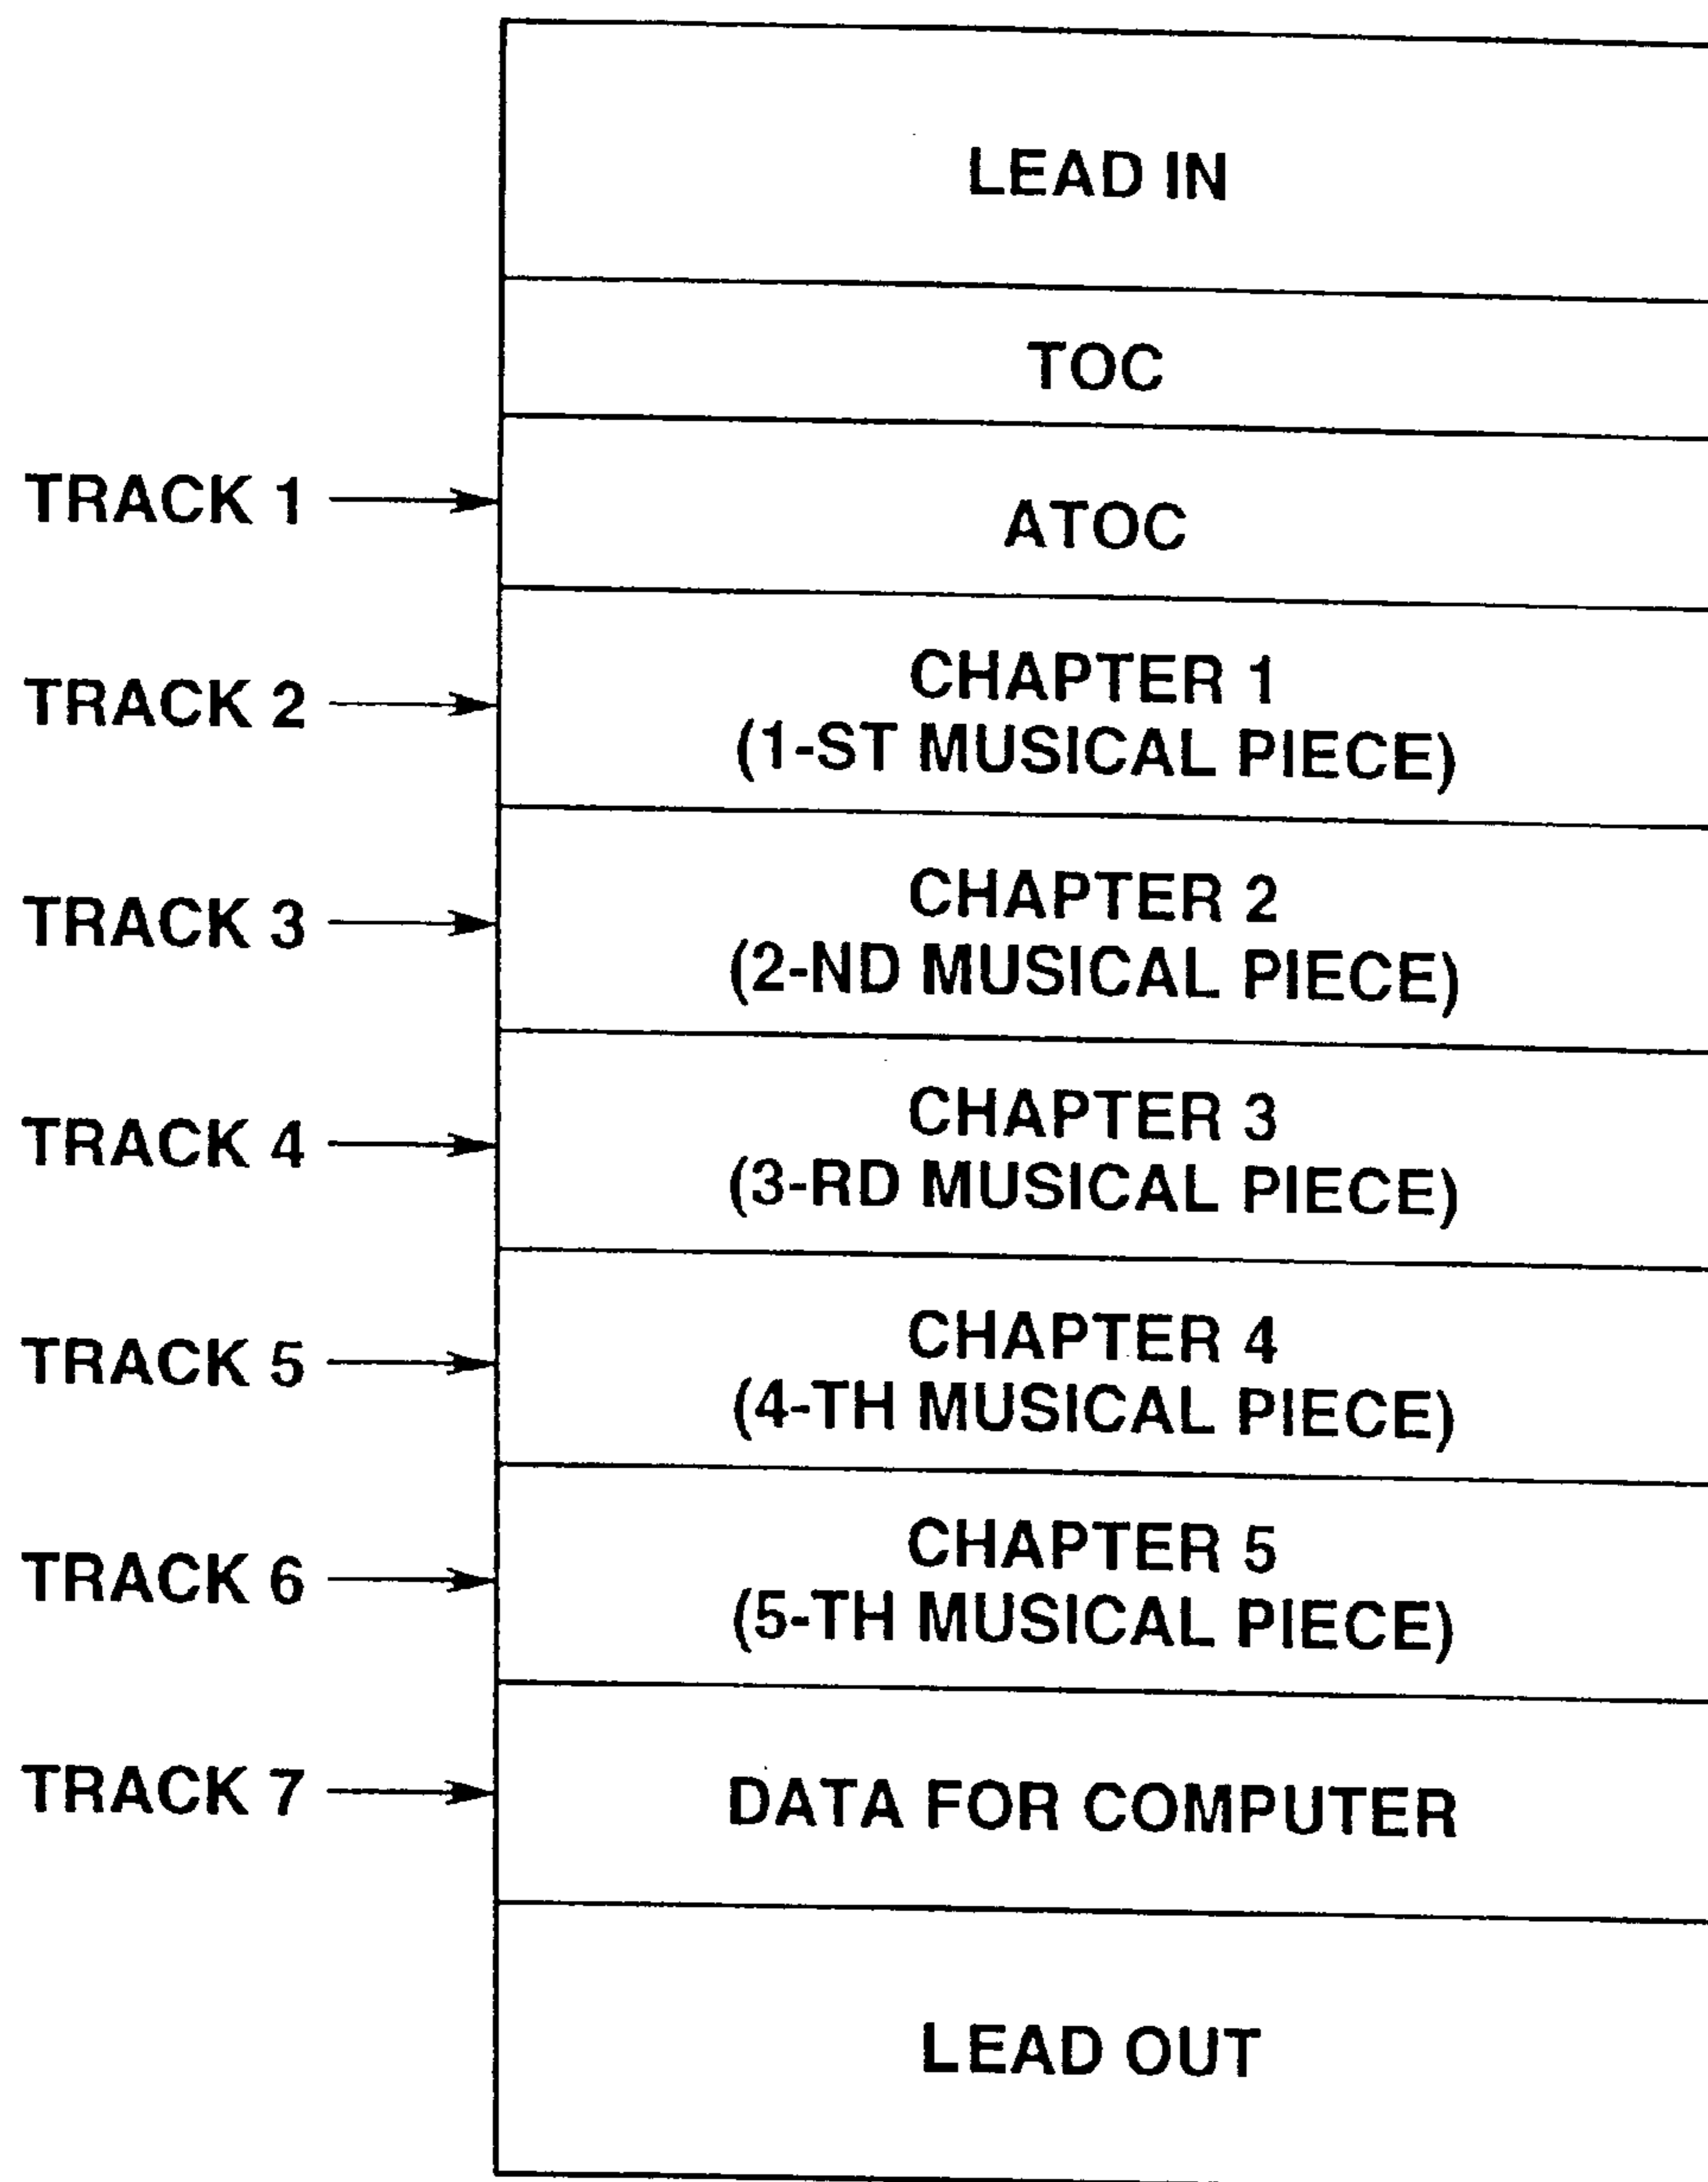 LEAD IN
TOC
TRACK 1
ATOC
TRACK 2
CHAPTER 1
(1-ST MUSICAL PIECE)
TRACK 3
CHAPTER 2
(2-ND MUSICAL PIECE)
TRACK 4
CHAPTER 3
(3-RD MUSICAL PIECE)
TRACK 5
CHAPTER 4
(4-TH MUSICAL PIECE)
TRACK 6
CHAPTER 5
(5-TH MUSICAL PIECE)
TRACK 7
DATA FOR COMPUTER
LEAD OUT